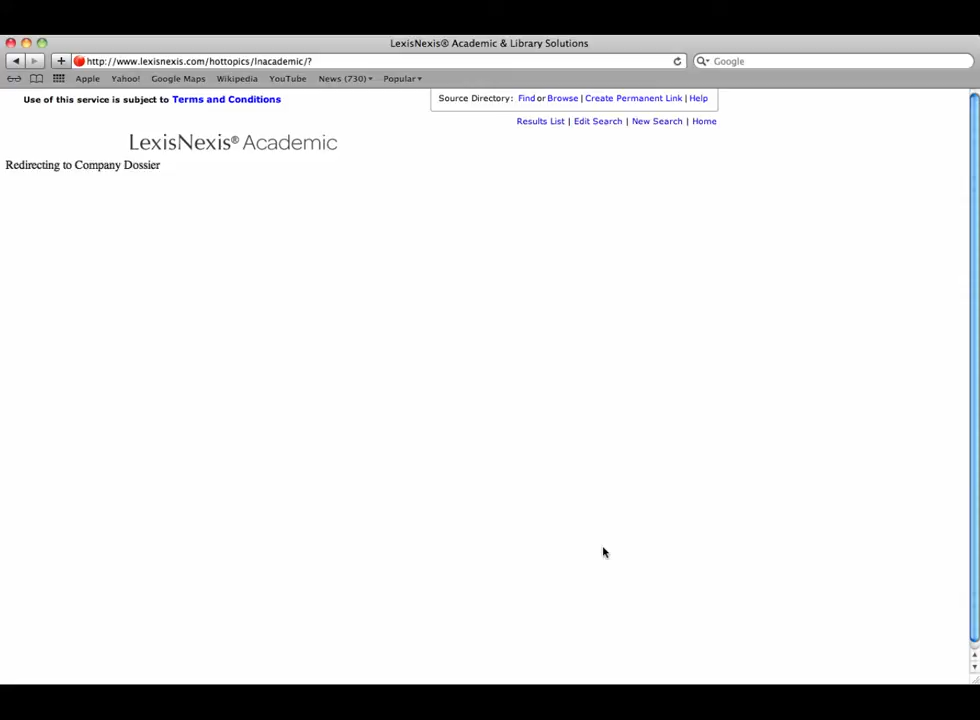 LexisNexis® Academic & Library Solutions
http://www.lexisnexis.com/hottopics/lnacademic/?
Google
Apple Yahoo! Google Maps Wikipedia YouTube News (730) Popular
Use of this service is subject to Terms and Conditions
Source Directory: Find or Browse | Create Permanent Link | Help
Results List | Edit Search | New Search | Home
LexisNexis® Academic
Redirecting to Company Dossier